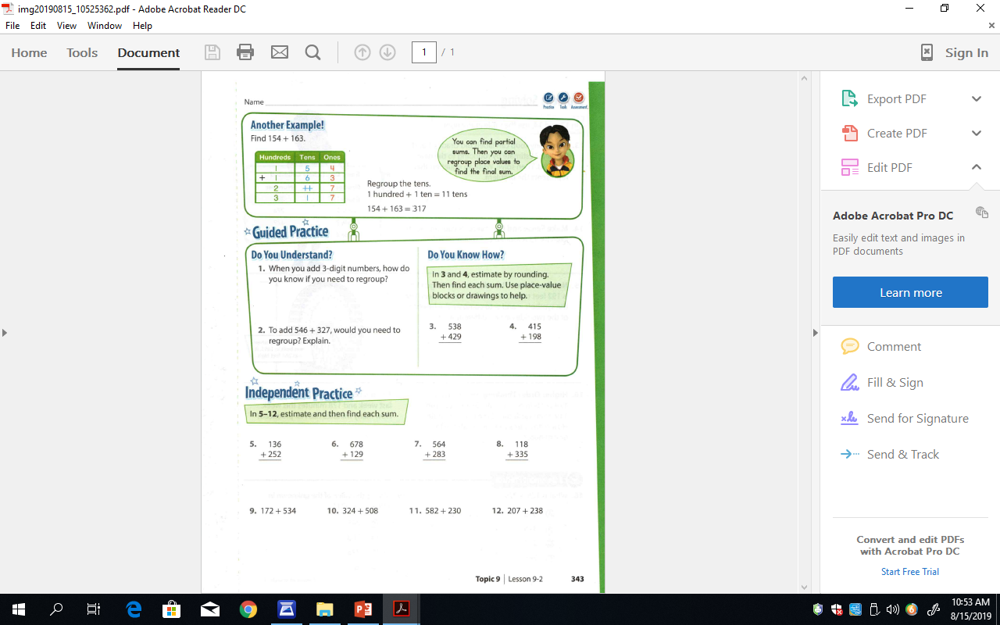 img20190815_10525362.pdf - Adobe Acrobat Reader DC
File Edit View Window Help
Home Tools Document 1 / 1 Sign In
Name
Practice Tools Assessment
Another Example!
Find 154 + 163.
Hundreds Tens Ones
1 5 4
+ 1 6 3
2 11 7
3 1 7
You can find partial
sums. Then you can
regroup place values to
find the final sum.
Regroup the tens.
1 hundred + 1 ten = 11 tens
154 + 163 = 317
Guided Practice
Do You Understand?
1. When you add 3-digit numbers, how do
you know if you need to regroup?
2. To add 546 + 327, would you need to
regroup? Explain.
Do You Know How?
In 3 and 4, estimate by rounding.
Then find each sum. Use place-value
blocks or drawings to help.
3. 538 4. 415
+ 429 + 198
Independent Practice
In 5–12, estimate and then find each sum.
5. 136 6. 678 7. 564 8. 118
+ 252 + 129 + 283 + 335
9. 172 + 534 10. 324 + 508 11. 582 + 230 12. 207 + 238
Topic 9 Lesson 9-2 343
Export PDF
Create PDF
Edit PDF
Adobe Acrobat Pro DC
Easily edit text and images in
PDF documents
Learn more
Comment
Fill & Sign
Send for Signature
Send & Track
Convert and edit PDFs
with Acrobat Pro DC
Start Free Trial
10:53 AM
8/15/2019